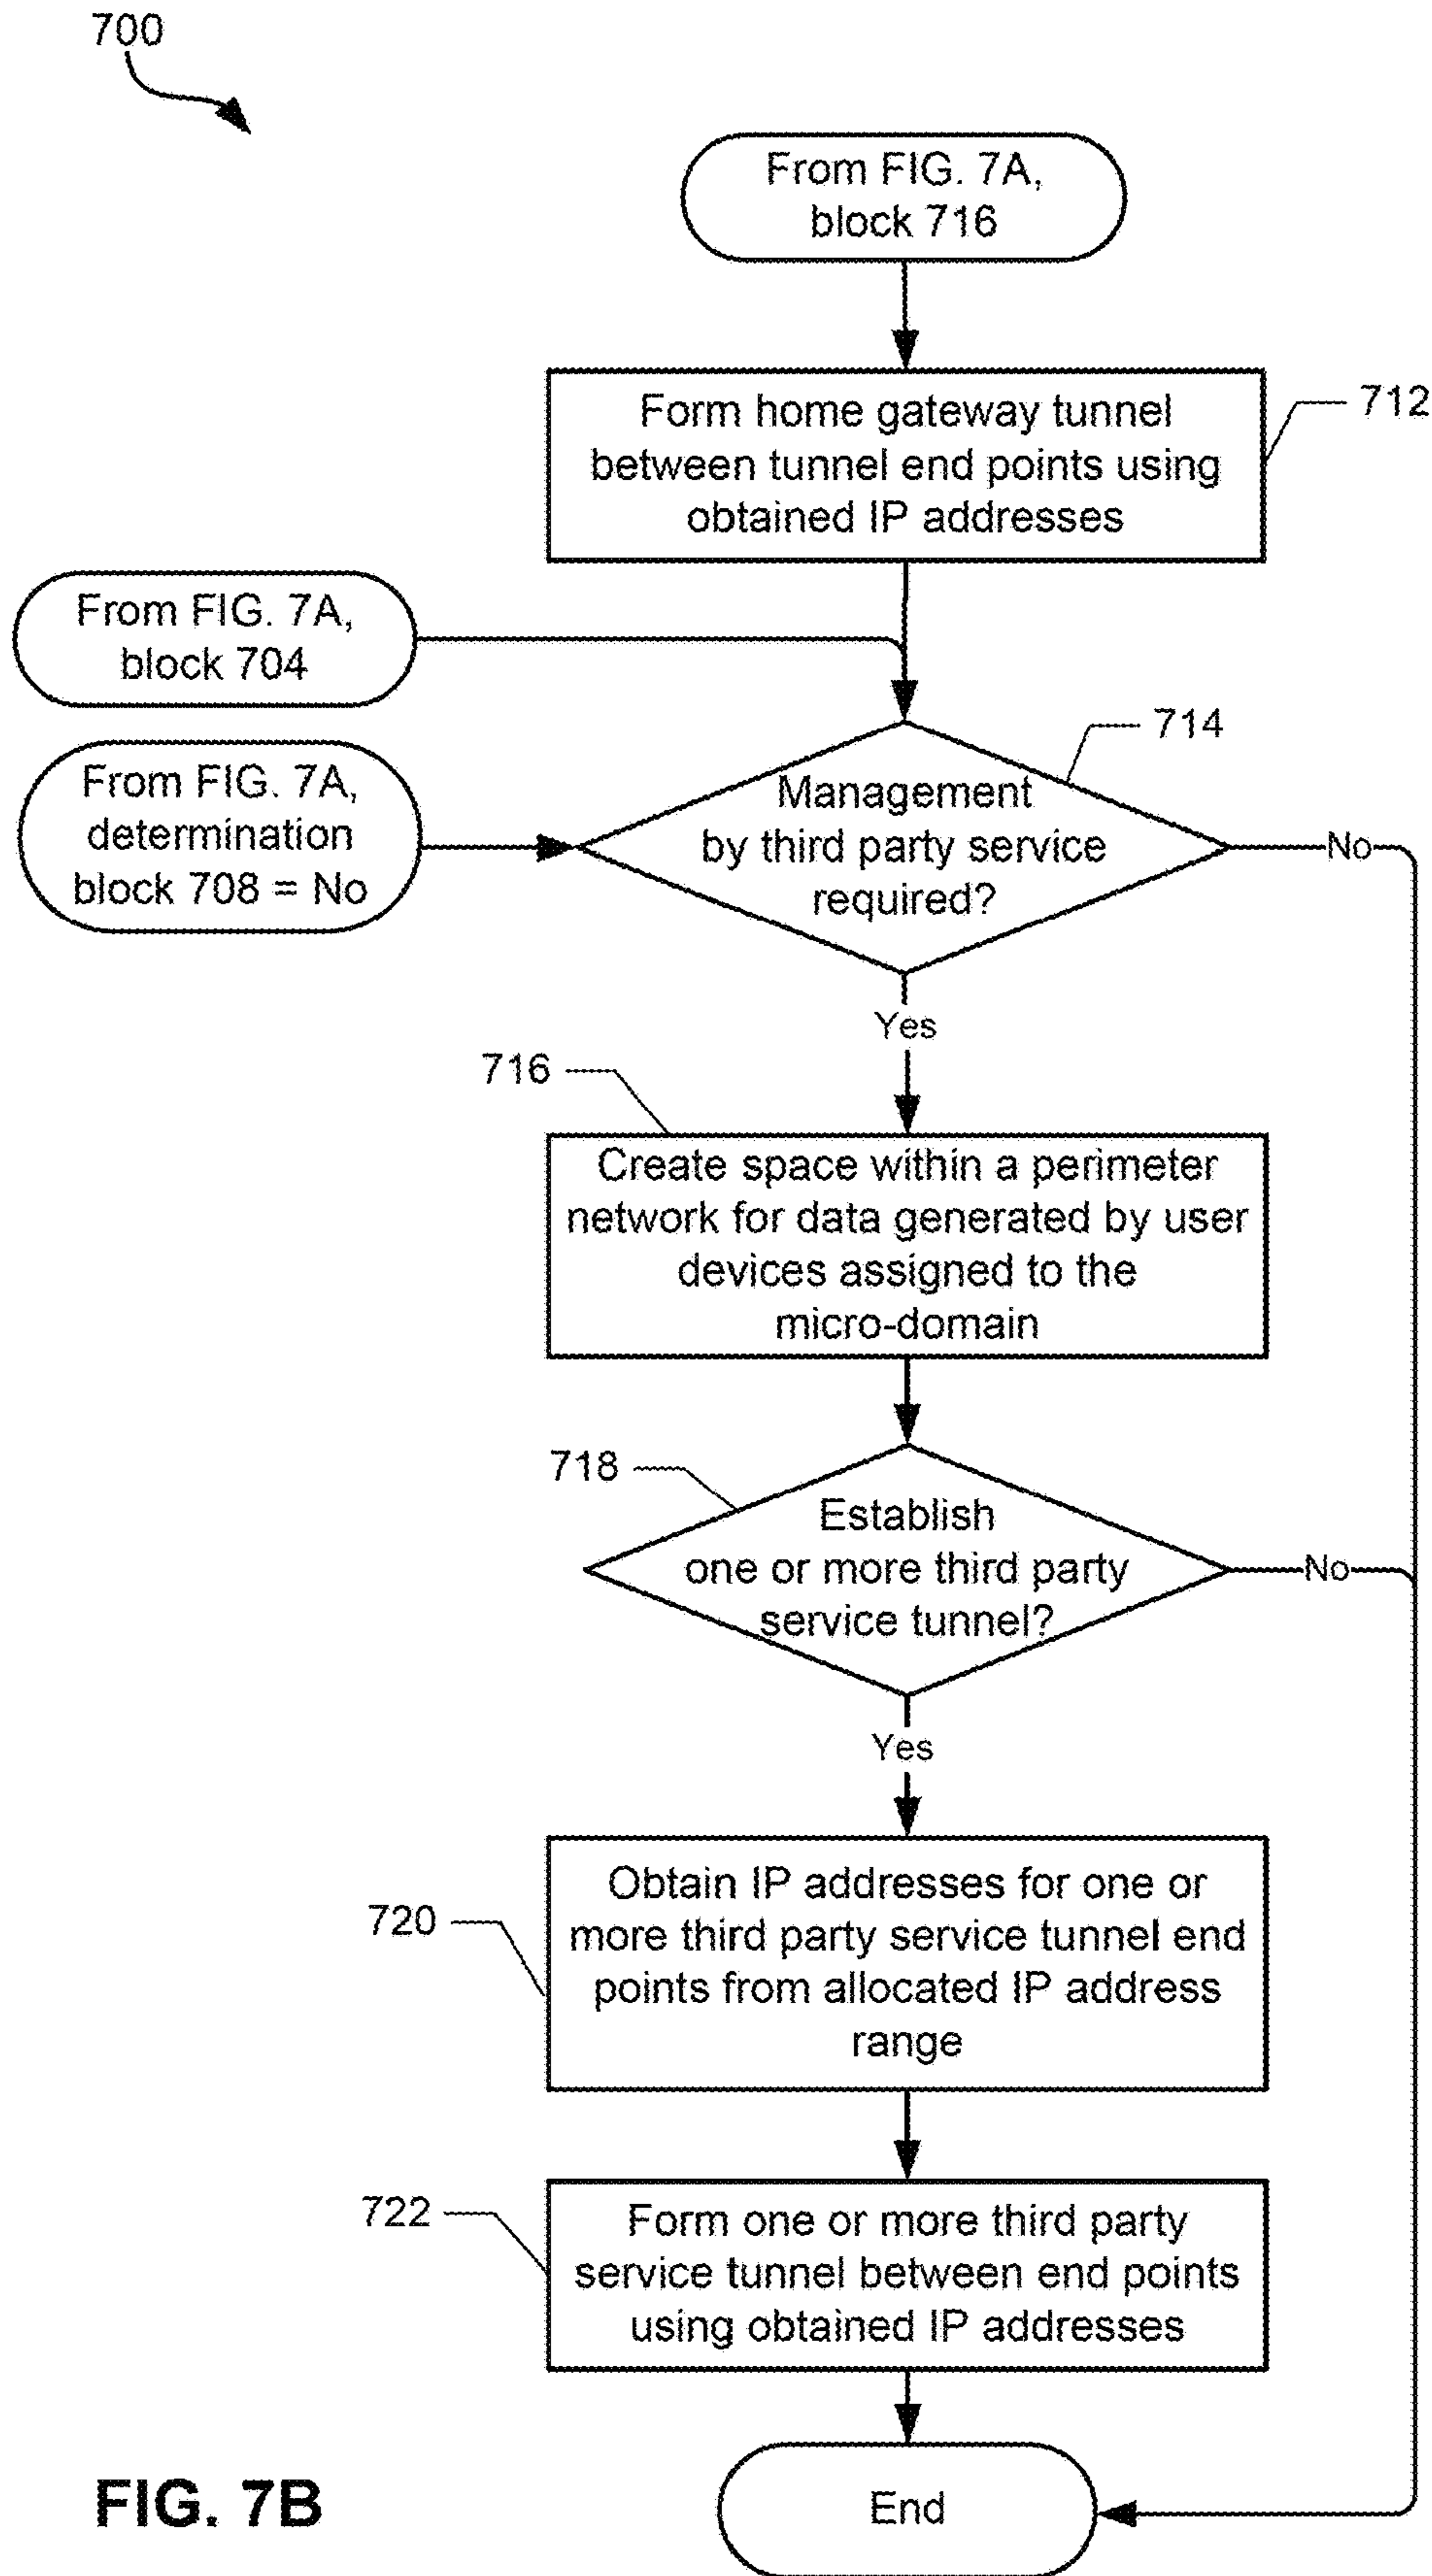 700
From FIG. 7A,
block 716
Form home gateway tunnel
between tunnel end points using
obtained IP addresses
712
From FIG. 7A,
block 704
From FIG. 7A,
determination
block 708 = No
714
Management
by third party service
required?
No
Yes
716
Create space within a perimeter
network for data generated by user
devices assigned to the
micro-domain
718
Establish
one or more third party
service tunnel?
No
Yes
720
Obtain IP addresses for one or
more third party service tunnel end
points from allocated IP address
range
722
Form one or more third party
service tunnel between end points
using obtained IP addresses
End
FIG. 7B